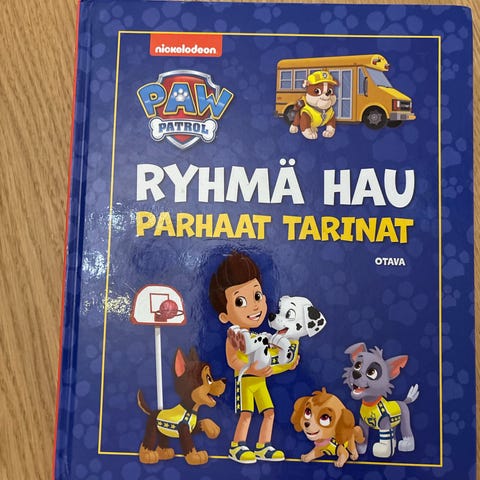 nickelodeon
PAW
PATROL
RYHMÄ HAU
PARHAAT TARINAT
OTAVA